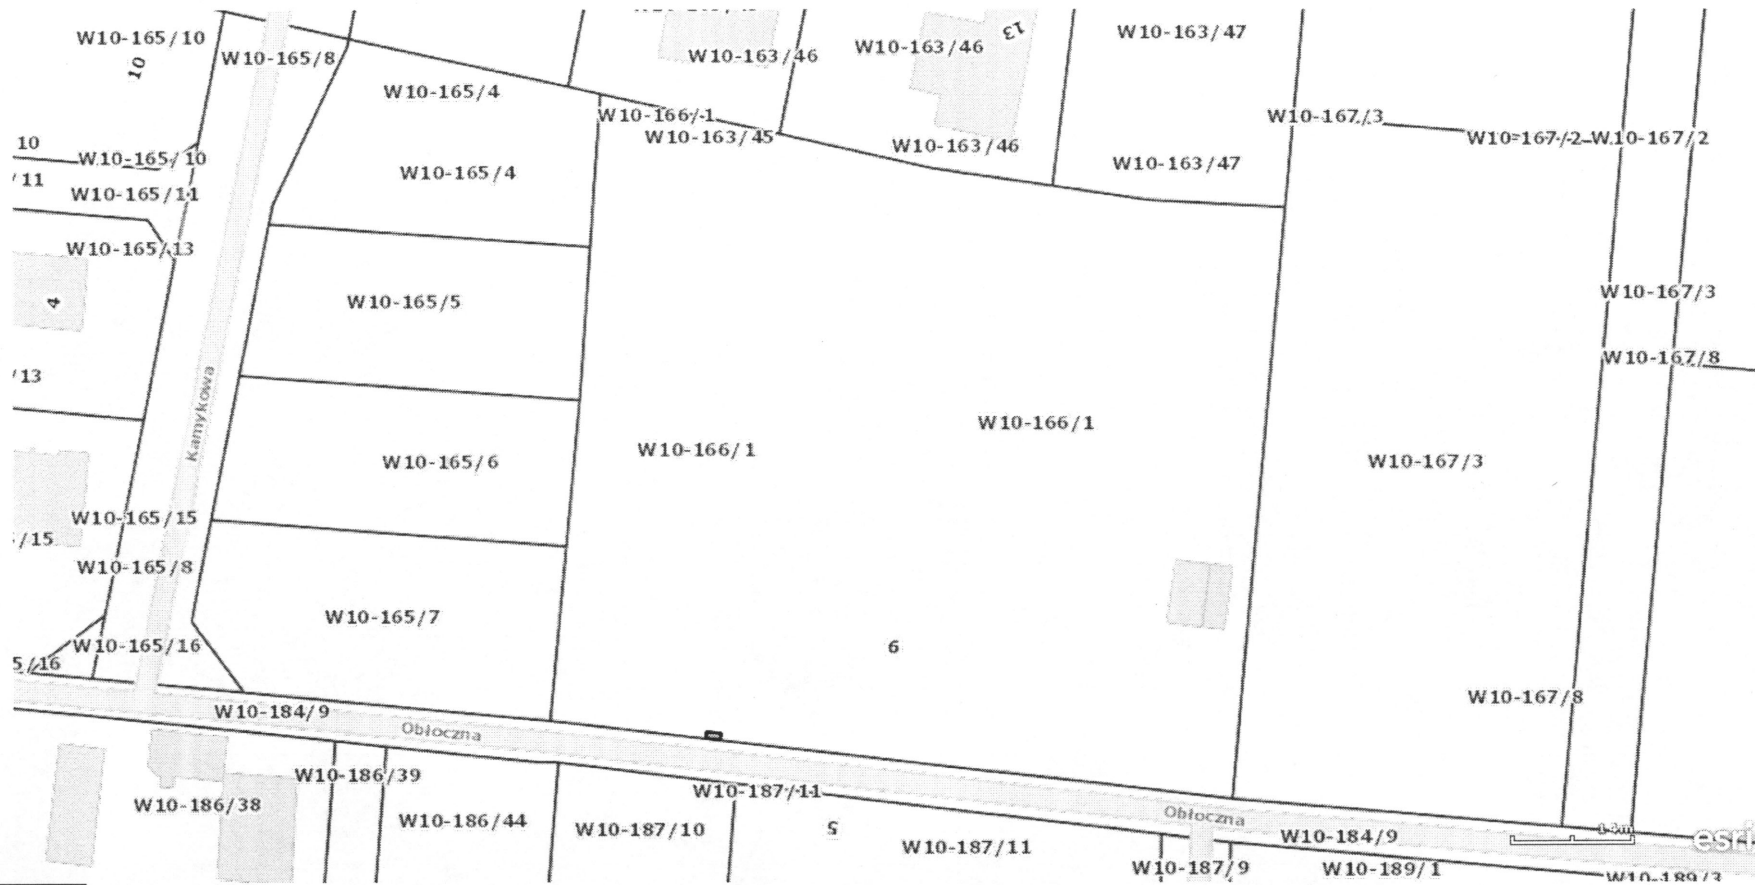 W10-165/10
10
W10-165/8
W10-165/4
W10-163/46
W10-163/46
13
W10-163/47
W10-166/1
W10-163/45
W10-167/3
W10-167/2
W10-167/2
10
W10-165/10
W10-165/4
W10-163/46
W10-163/47
/11
W10-165/11
W10-165/13
4
W10-165/5
W10-167/3
W10-167/8
/13
Kamykowa
W10-166/1
W10-166/1
W10-165/6
W10-167/3
W10-165/15
/15
W10-165/8
W10-165/7
W10-165/16
5/16
6
W10-167/8
W10-184/9
Obłoczna
W10-186/39
W10-186/38
W10-186/44
W10-187/10
W10-187/11
5
W10-187/11
Obłoczna
W10-184/9
esri
W10-187/9
W10-189/1
W10-189/3